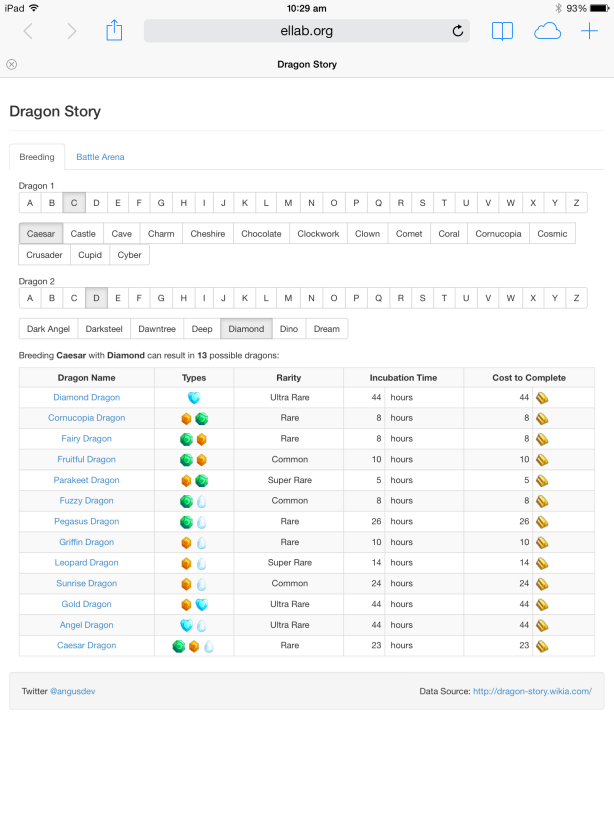 iPad 10:29 am 93%
ellab.org
Dragon Story
Dragon Story
Breeding Battle Arena
Dragon 1
A B C D E F G H I J K L M N O P Q R S T U V W X Y Z
Caesar Castle Cave Charm Cheshire Chocolate Clockwork Clown Comet Coral Cornucopia Cosmic
Crusader Cupid Cyber
Dragon 2
A B C D E F G H I J K L M N O P Q R S T U V W X Y Z
Dark Angel Darksteel Dawntree Deep Diamond Dino Dream
Breeding Caesar with Diamond can result in 13 possible dragons:
Dragon Name Types Rarity Incubation Time Cost to Complete
Diamond Dragon Ultra Rare 44 hours 44
Cornucopia Dragon Rare 8 hours 8
Fairy Dragon Rare 8 hours 8
Fruitful Dragon Common 10 hours 10
Parakeet Dragon Super Rare 5 hours 5
Fuzzy Dragon Common 8 hours 8
Pegasus Dragon Rare 26 hours 26
Griffin Dragon Rare 10 hours 10
Leopard Dragon Super Rare 14 hours 14
Sunrise Dragon Common 24 hours 24
Gold Dragon Ultra Rare 44 hours 44
Angel Dragon Ultra Rare 44 hours 44
Caesar Dragon Rare 23 hours 23
Twitter @angusdev Data Source: http://dragon-story.wikia.com/